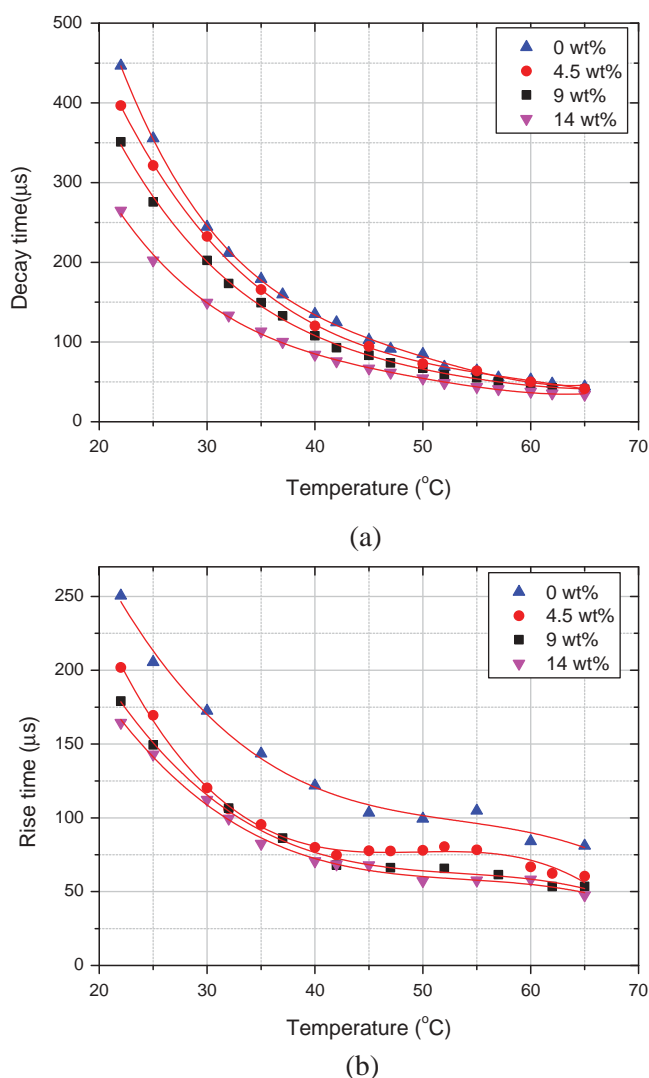 500
400
300
200
100
0
Decay time(μs)
0 wt%
4.5 wt%
9 wt%
14 wt%
20 30 40 50 60 70
Temperature (°C)
(a)
250
200
150
100
50
0
Rise time (μs)
0 wt%
4.5 wt%
9 wt%
14 wt%
20 30 40 50 60 70
Temperature (°C)
(b)